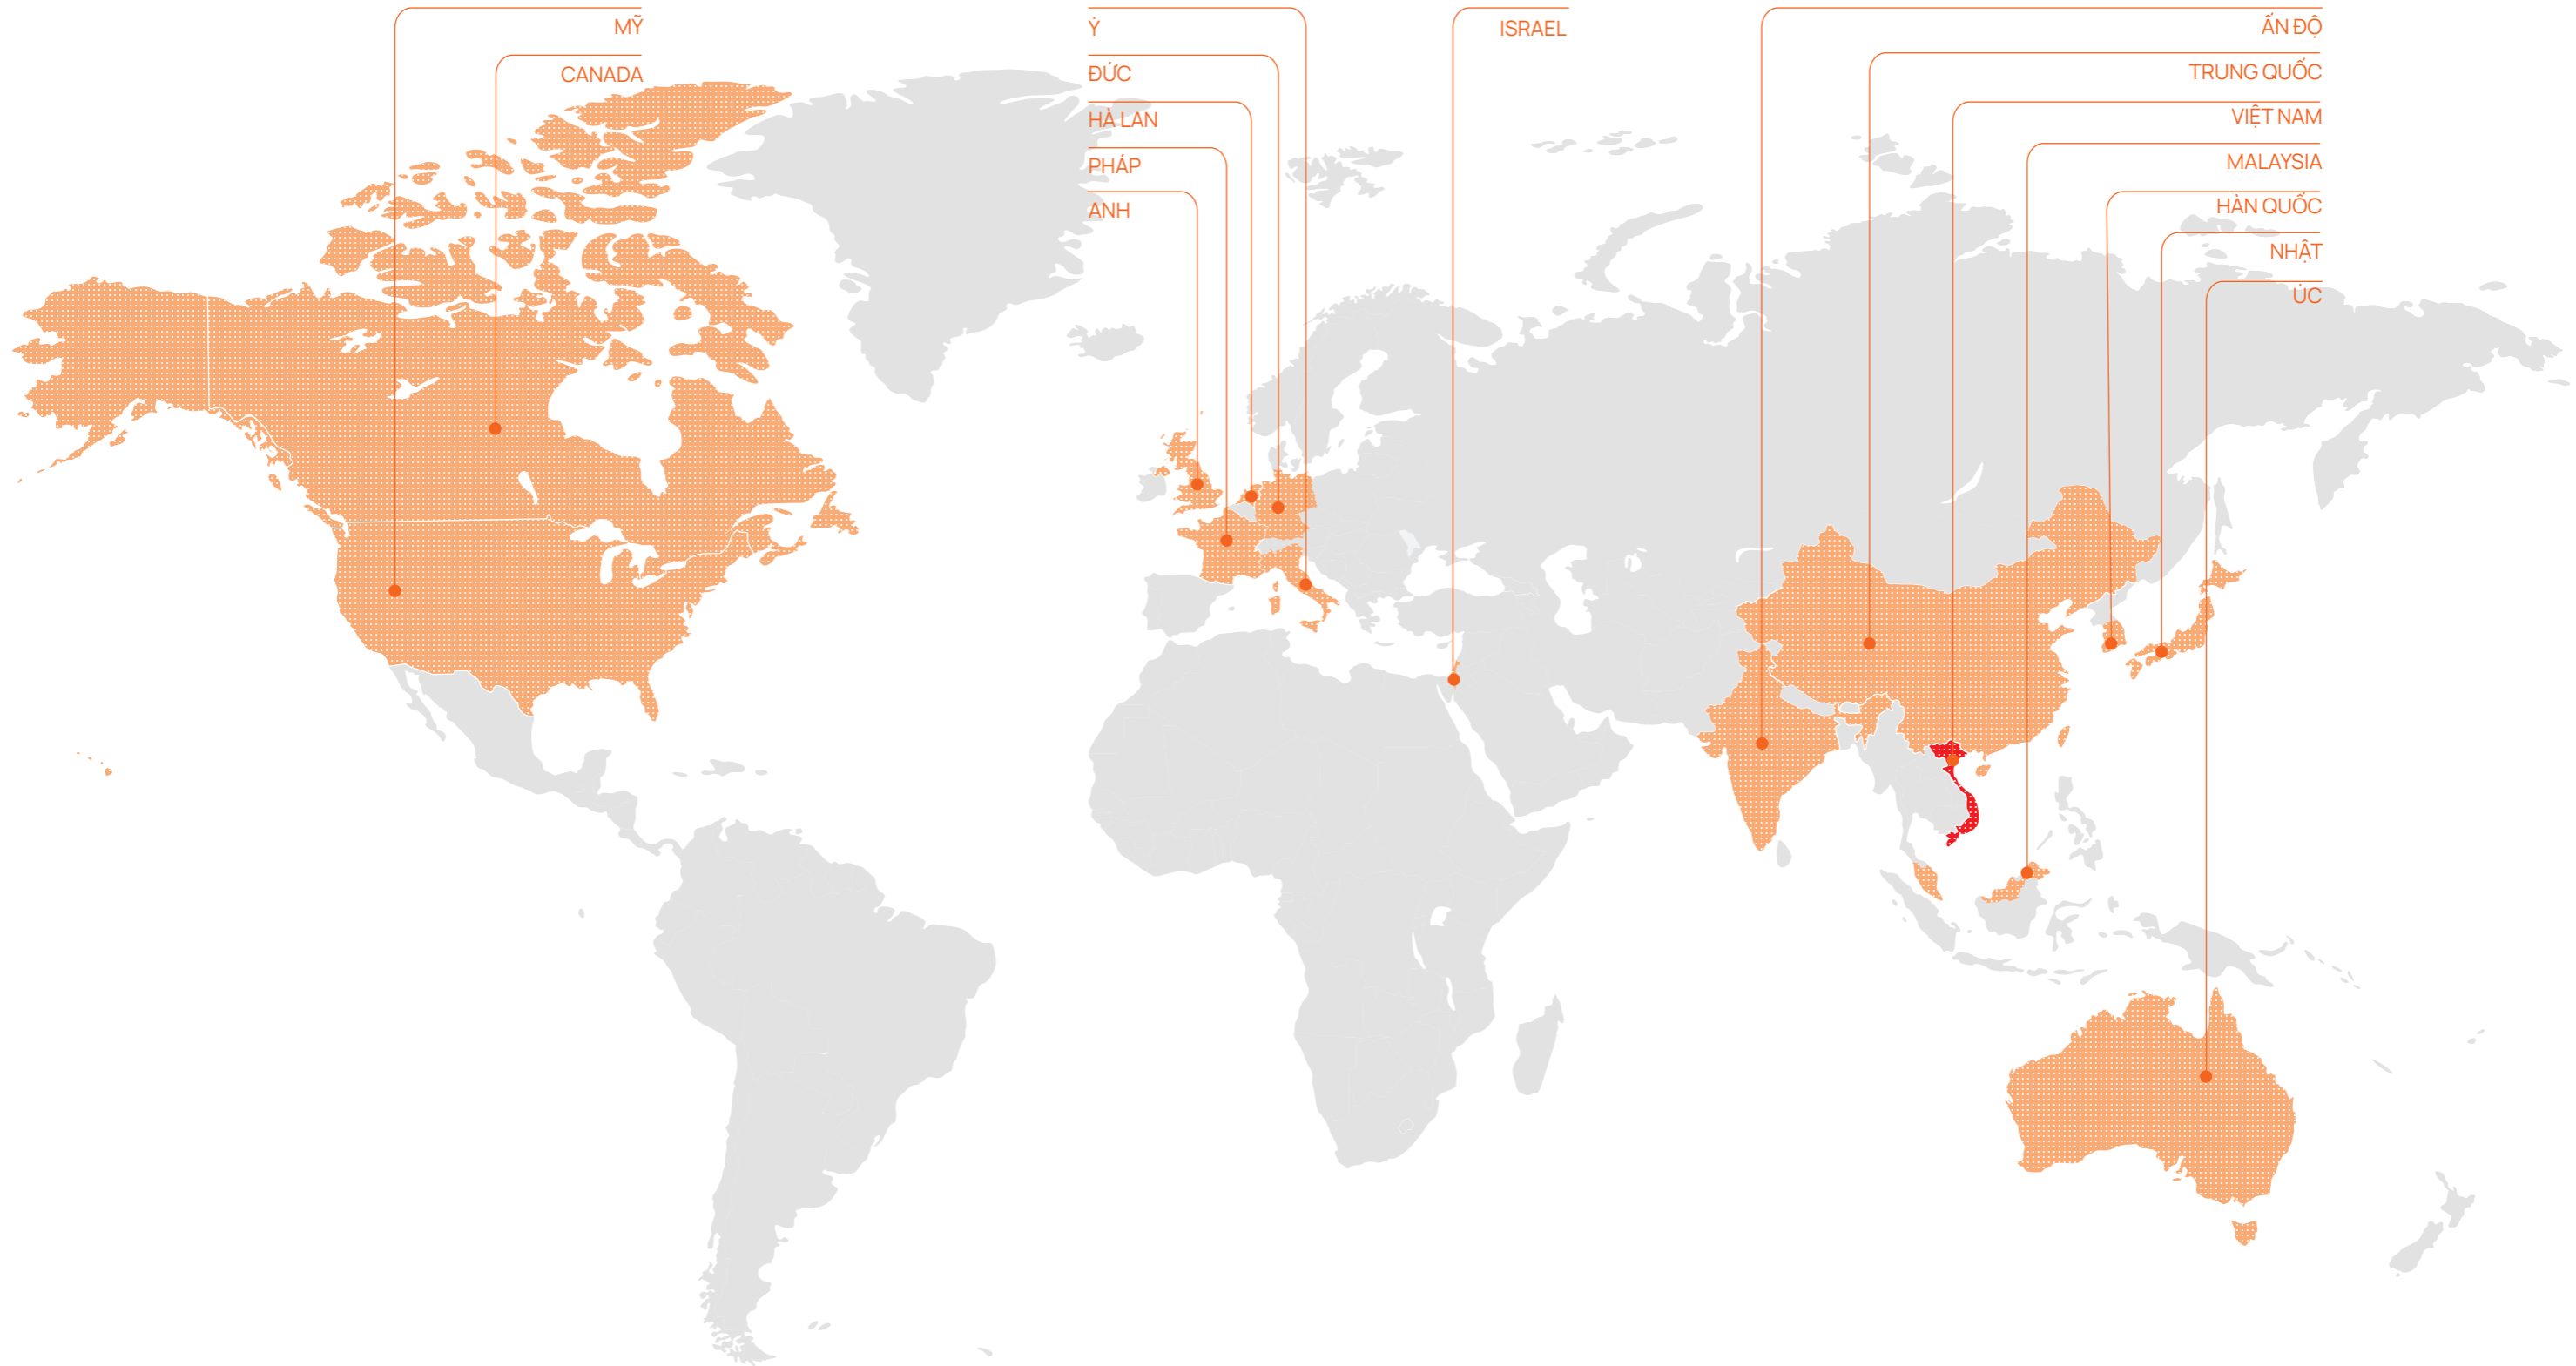 MỸ
CANADA
Ý
ĐỨC
HÀ LAN
PHÁP
ANH
ISRAEL
ẤN ĐỘ
TRUNG QUỐC
VIỆT NAM
MALAYSIA
HÀN QUỐC
NHẬT
ÚC